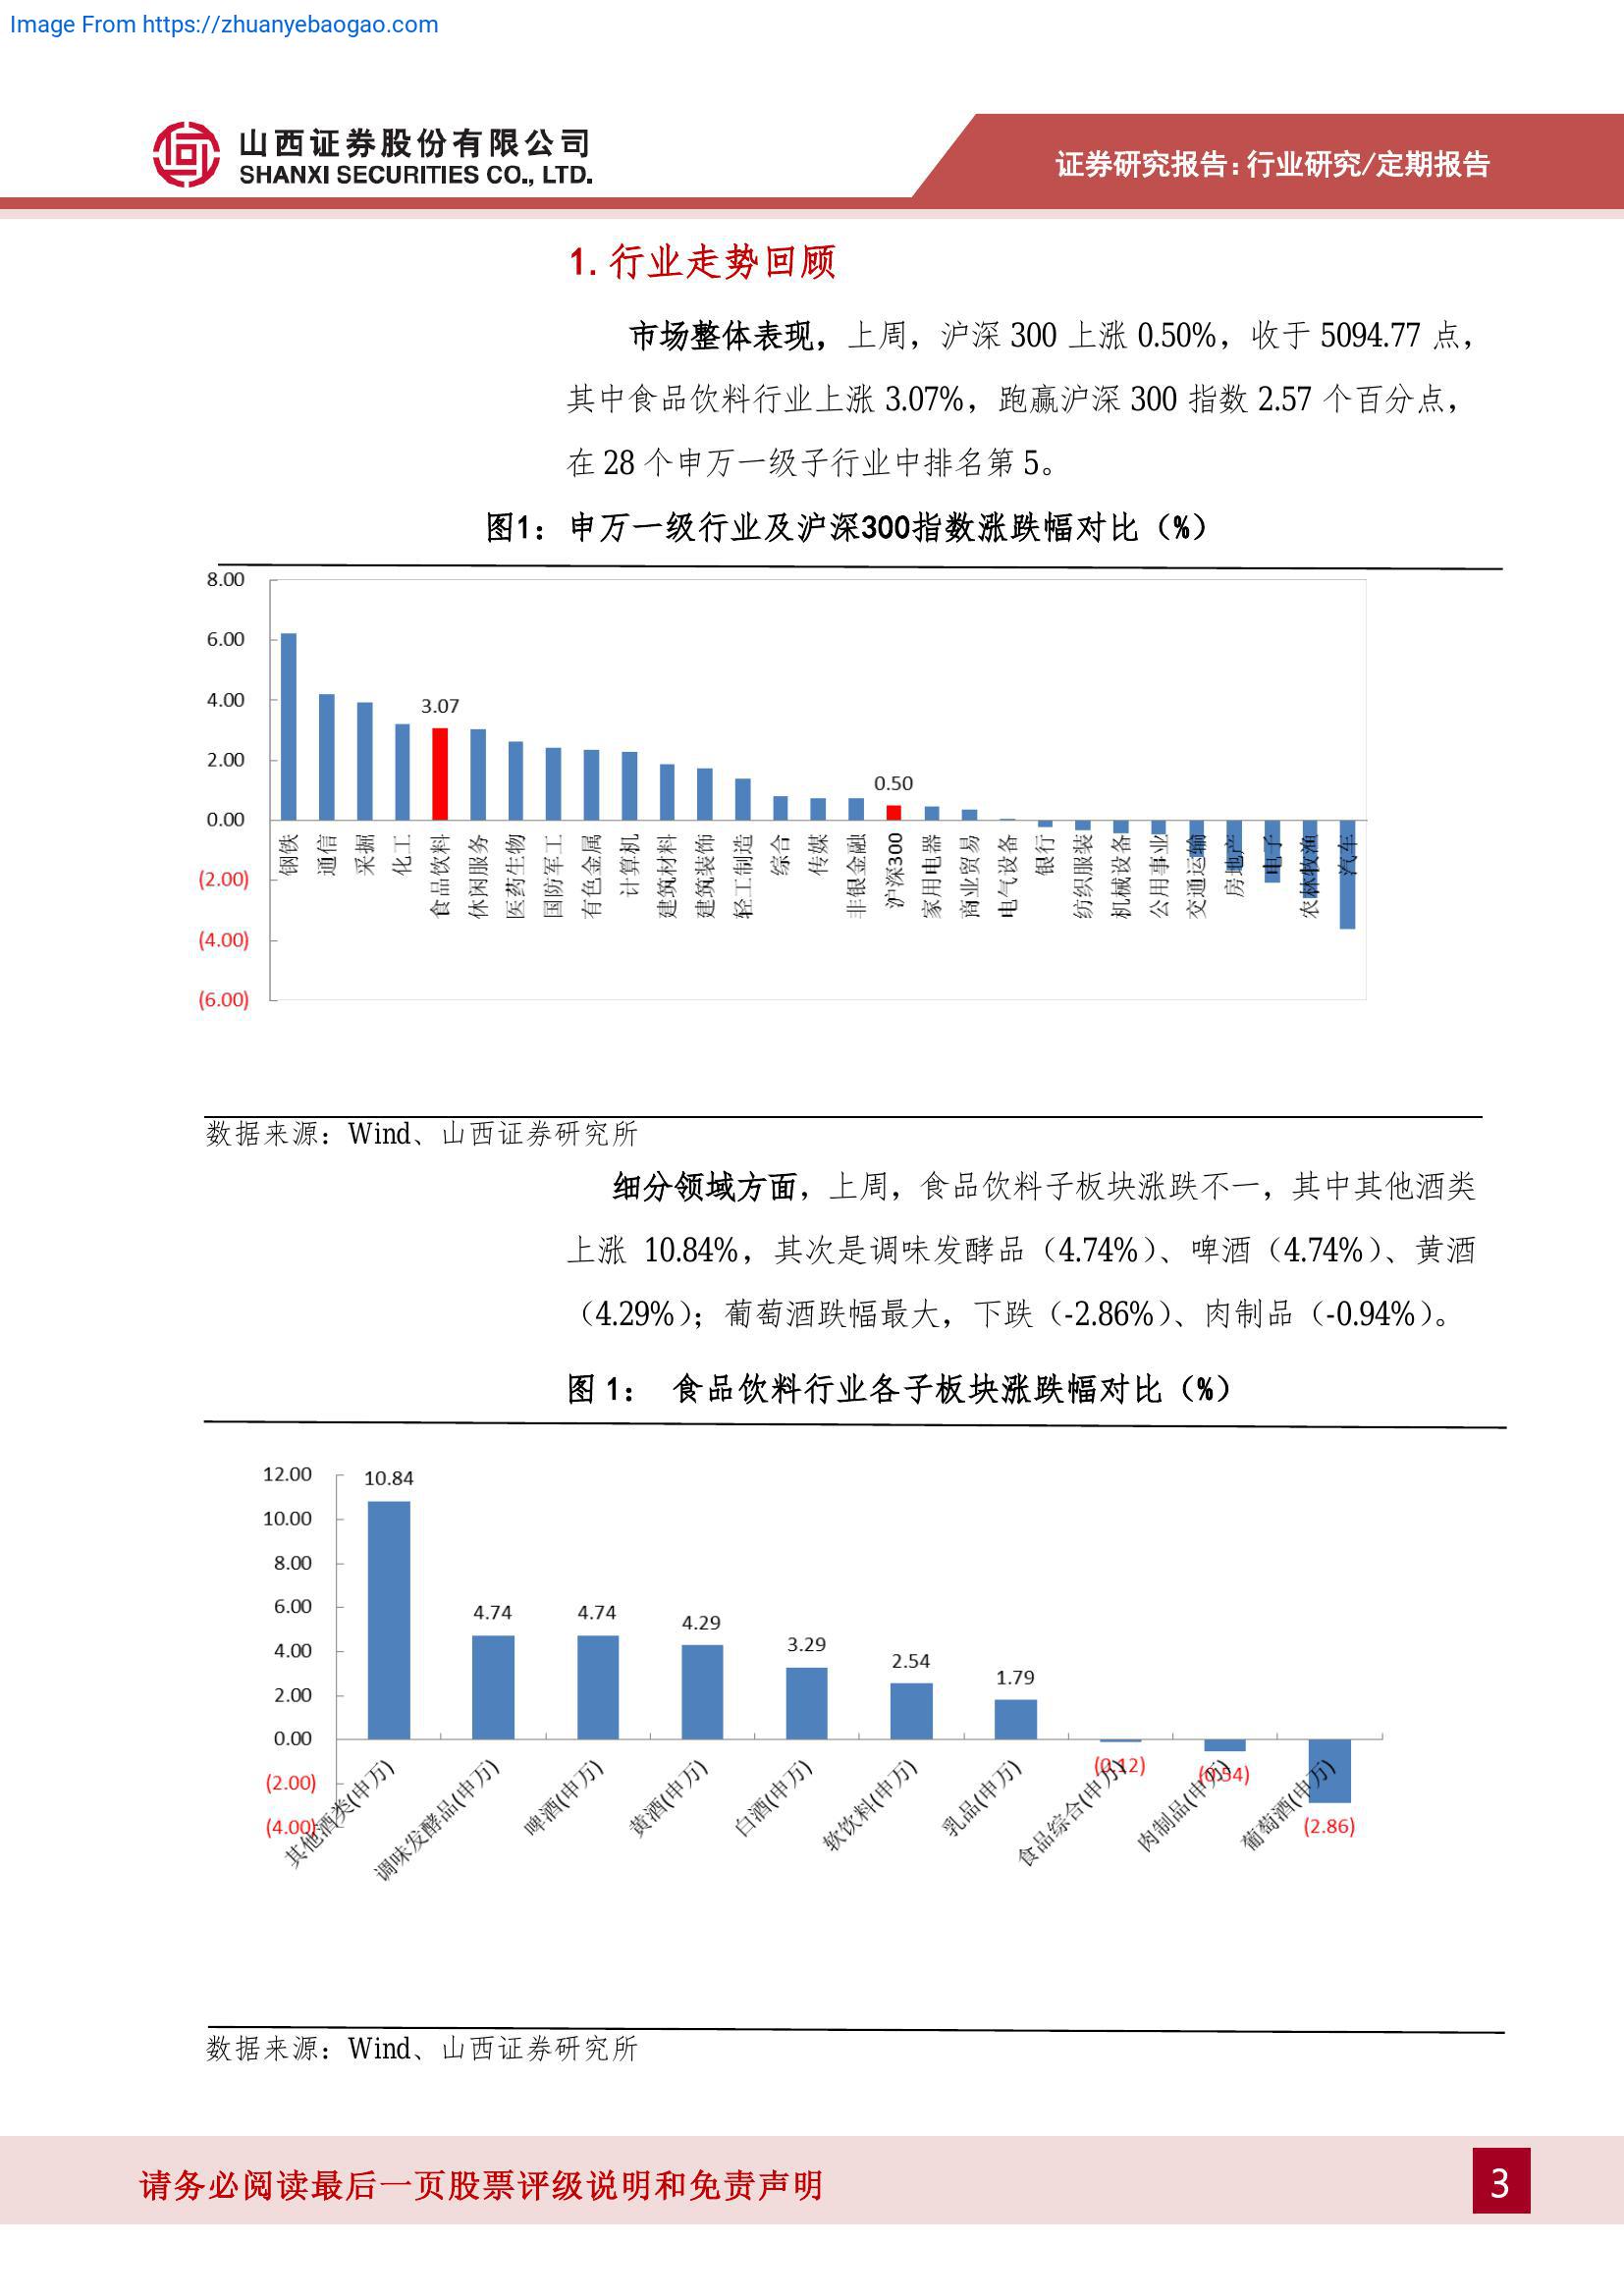 Image From https://zhuanyebaogao.com
山西证券股份有限公司
SHANXI SECURITIES CO., LTD.
证券研究报告：行业研究/定期报告
1. 行业走势回顾
市场整体表现，上周，沪深 300 上涨 0.50%，收于 5094.77 点，
其中食品饮料行业上涨 3.07%，跑赢沪深 300 指数 2.57 个百分点，
在 28 个申万一级子行业中排名第 5。
图1：申万一级行业及沪深300指数涨跌幅对比（%）
8.00
6.00
4.00
2.00
0.00
(2.00)
(4.00)
(6.00)
3.07
0.50
钢铁
通信
采掘
化工
食品饮料
休闲服务
医药生物
国防军工
有色金属
计算机
建筑材料
建筑装饰
轻工制造
综合
传媒
非银金融
沪深300
家用电器
商业贸易
电气设备
银行
纺织服装
机械设备
公用事业
交通运输
房地产
电子
农林牧渔
汽车
数据来源：Wind、山西证券研究所
细分领域方面，上周，食品饮料子板块涨跌不一，其中其他酒类
上涨 10.84%，其次是调味发酵品（4.74%）、啤酒（4.74%）、黄酒
（4.29%）；葡萄酒跌幅最大，下跌（-2.86%）、肉制品（-0.94%）。
图 1： 食品饮料行业各子板块涨跌幅对比（%）
12.00
10.00
8.00
6.00
4.00
2.00
0.00
(2.00)
(4.00)
10.84
4.74
4.74
4.29
3.29
2.54
1.79
(0.12)
(0.54)
(2.86)
其他酒类(申万)
调味发酵品(申万)
啤酒(申万)
黄酒(申万)
白酒(申万)
软饮料(申万)
乳品(申万)
食品综合(申万)
肉制品(申万)
葡萄酒(申万)
数据来源：Wind、山西证券研究所
请务必阅读最后一页股票评级说明和免责声明
3